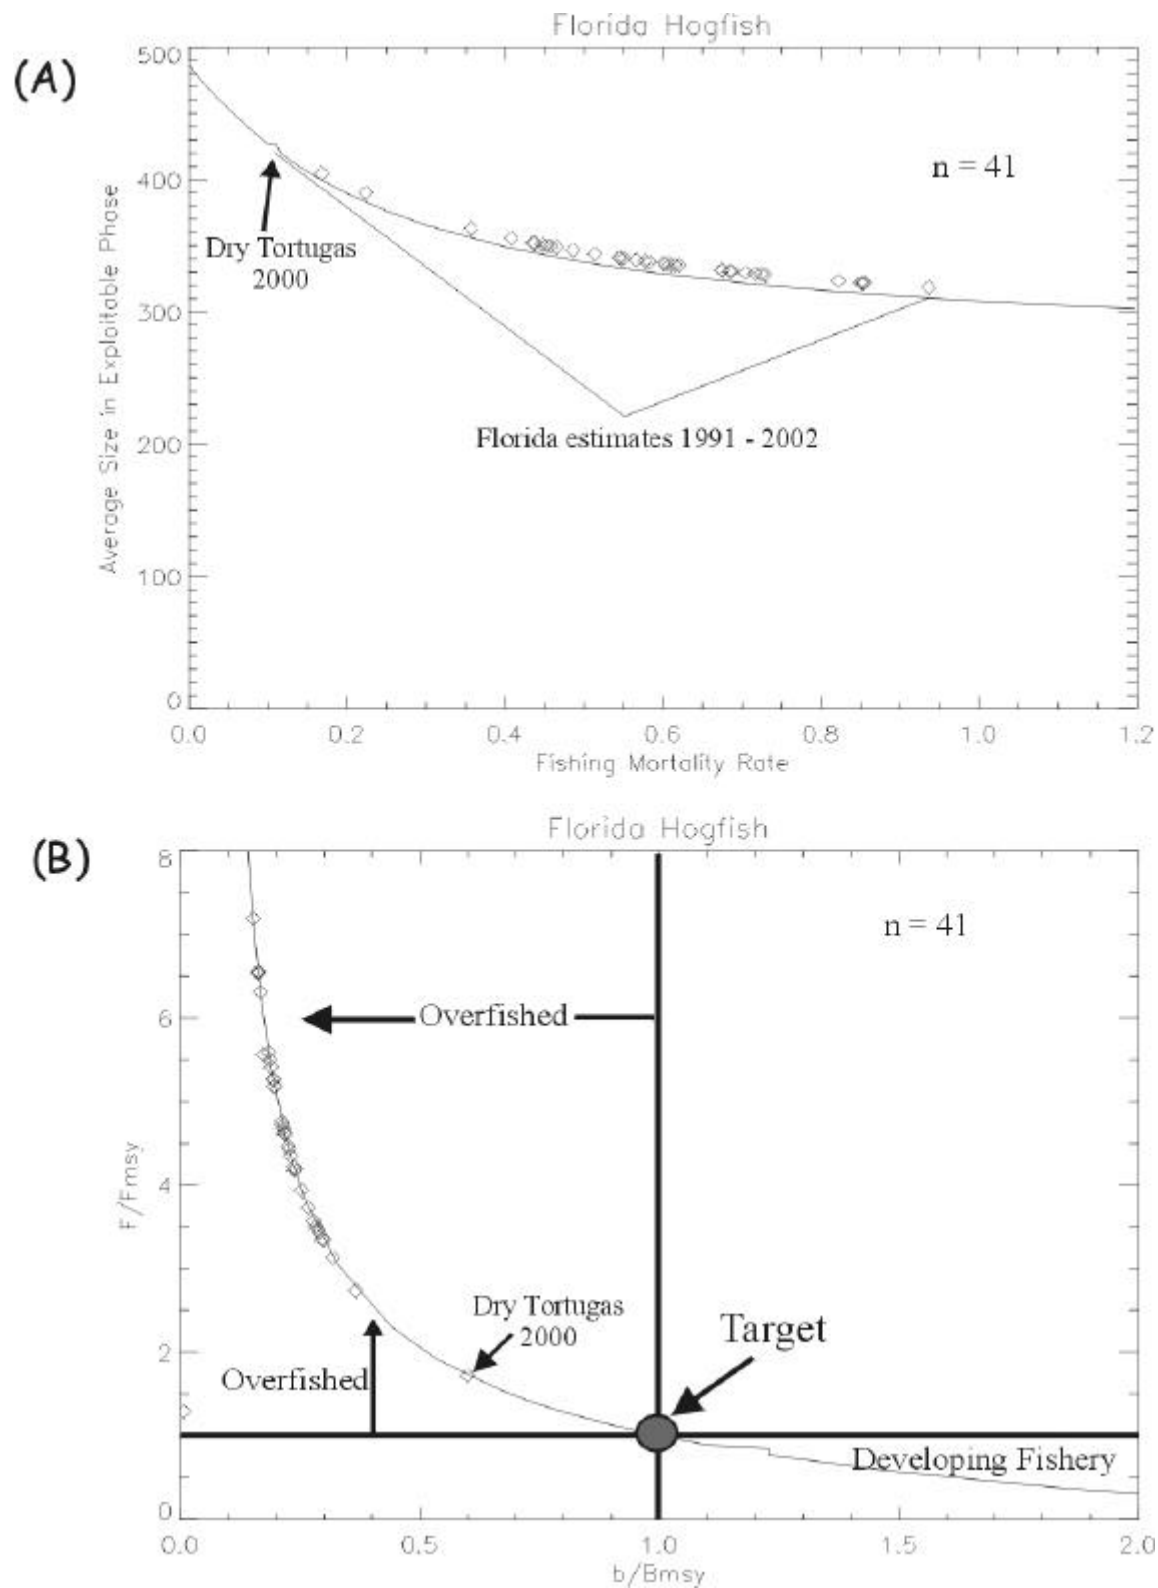 Florida Hogfish
(A)
500
400
300
200
100
0
Average Size in Exploitable Phase
n = 41
Dry Tortugas
2000
Florida estimates 1991 - 2002
0.0 0.2 0.4 0.6 0.8 1.0 1.2
Fishing Mortality Rate
Florida Hogfish
(B)
8
6
4
2
0
F/Fmsy
n = 41
Overfished
Dry Tortugas
2000
Target
Overfished
Developing Fishery
0.0 0.5 1.0 1.5 2.0
b/Bmsy